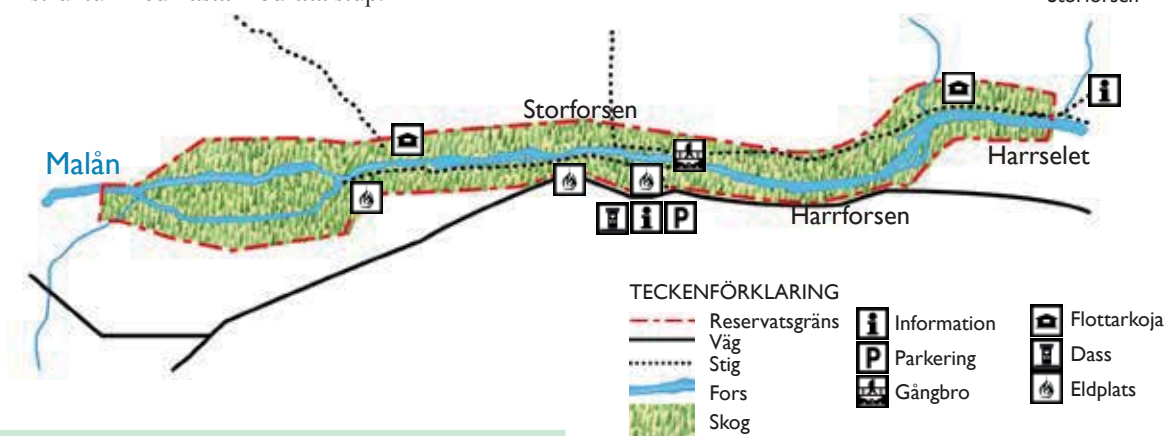 Storforsen
Storforsen
Malån
Harrselet
Harrforsen
P
TECKENFÖRKLARING
Reservatsgräns
Väg
Stig
Fors
Skog
Information
P Parkering
Gångbro
Flottarkoja
Dass
Eldplats